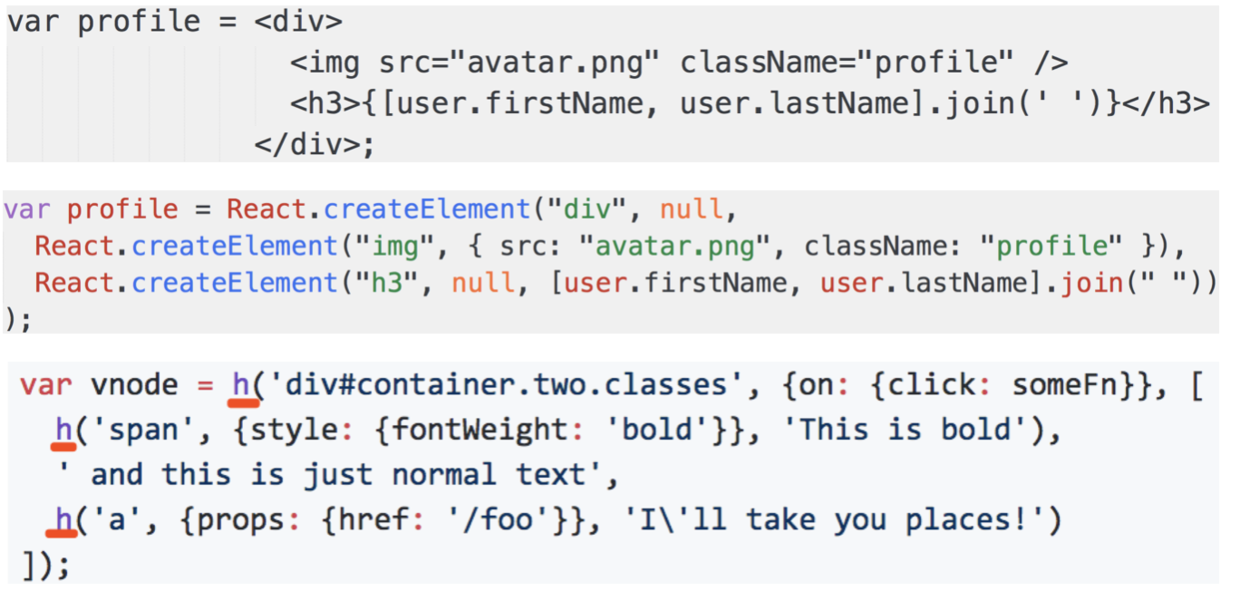 var profile = <div>
<img src="avatar.png" className="profile" />
<h3>{[user.firstName, user.lastName].join(' ')}</h3>
</div>;
var profile = React.createElement("div", null,
React.createElement("img", { src: "avatar.png", className: "profile" }),
React.createElement("h3", null, [user.firstName, user.lastName].join(" "))
);
var vnode = h('div#container.two.classes', {on: {click: someFn}}, [
h('span', {style: {fontWeight: 'bold'}}, 'This is bold'),
' and this is just normal text',
h('a', {props: {href: '/foo'}}, 'I\'ll take you places!')
]);